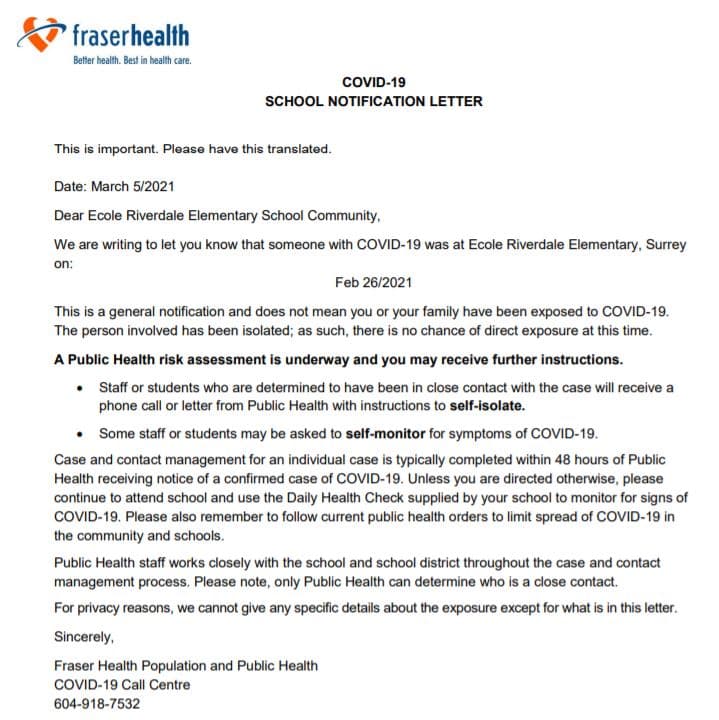 fraserhealth
Better health. Best in health care.
COVID-19
SCHOOL NOTIFICATION LETTER
This is important. Please have this translated.
Date: March 5/2021
Dear Ecole Riverdale Elementary School Community,
We are writing to let you know that someone with COVID-19 was at Ecole Riverdale Elementary, Surrey
on:
Feb 26/2021
This is a general notification and does not mean you or your family have been exposed to COVID-19.
The person involved has been isolated; as such, there is no chance of direct exposure at this time.
A Public Health risk assessment is underway and you may receive further instructions.
• Staff or students who are determined to have been in close contact with the case will receive a
phone call or letter from Public Health with instructions to self-isolate.
• Some staff or students may be asked to self-monitor for symptoms of COVID-19.
Case and contact management for an individual case is typically completed within 48 hours of Public
Health receiving notice of a confirmed case of COVID-19. Unless you are directed otherwise, please
continue to attend school and use the Daily Health Check supplied by your school to monitor for signs of
COVID-19. Please also remember to follow current public health orders to limit spread of COVID-19 in
the community and schools.
Public Health staff works closely with the school and school district throughout the case and contact
management process. Please note, only Public Health can determine who is a close contact.
For privacy reasons, we cannot give any specific details about the exposure except for what is in this letter.
Sincerely,
Fraser Health Population and Public Health
COVID-19 Call Centre
604-918-7532